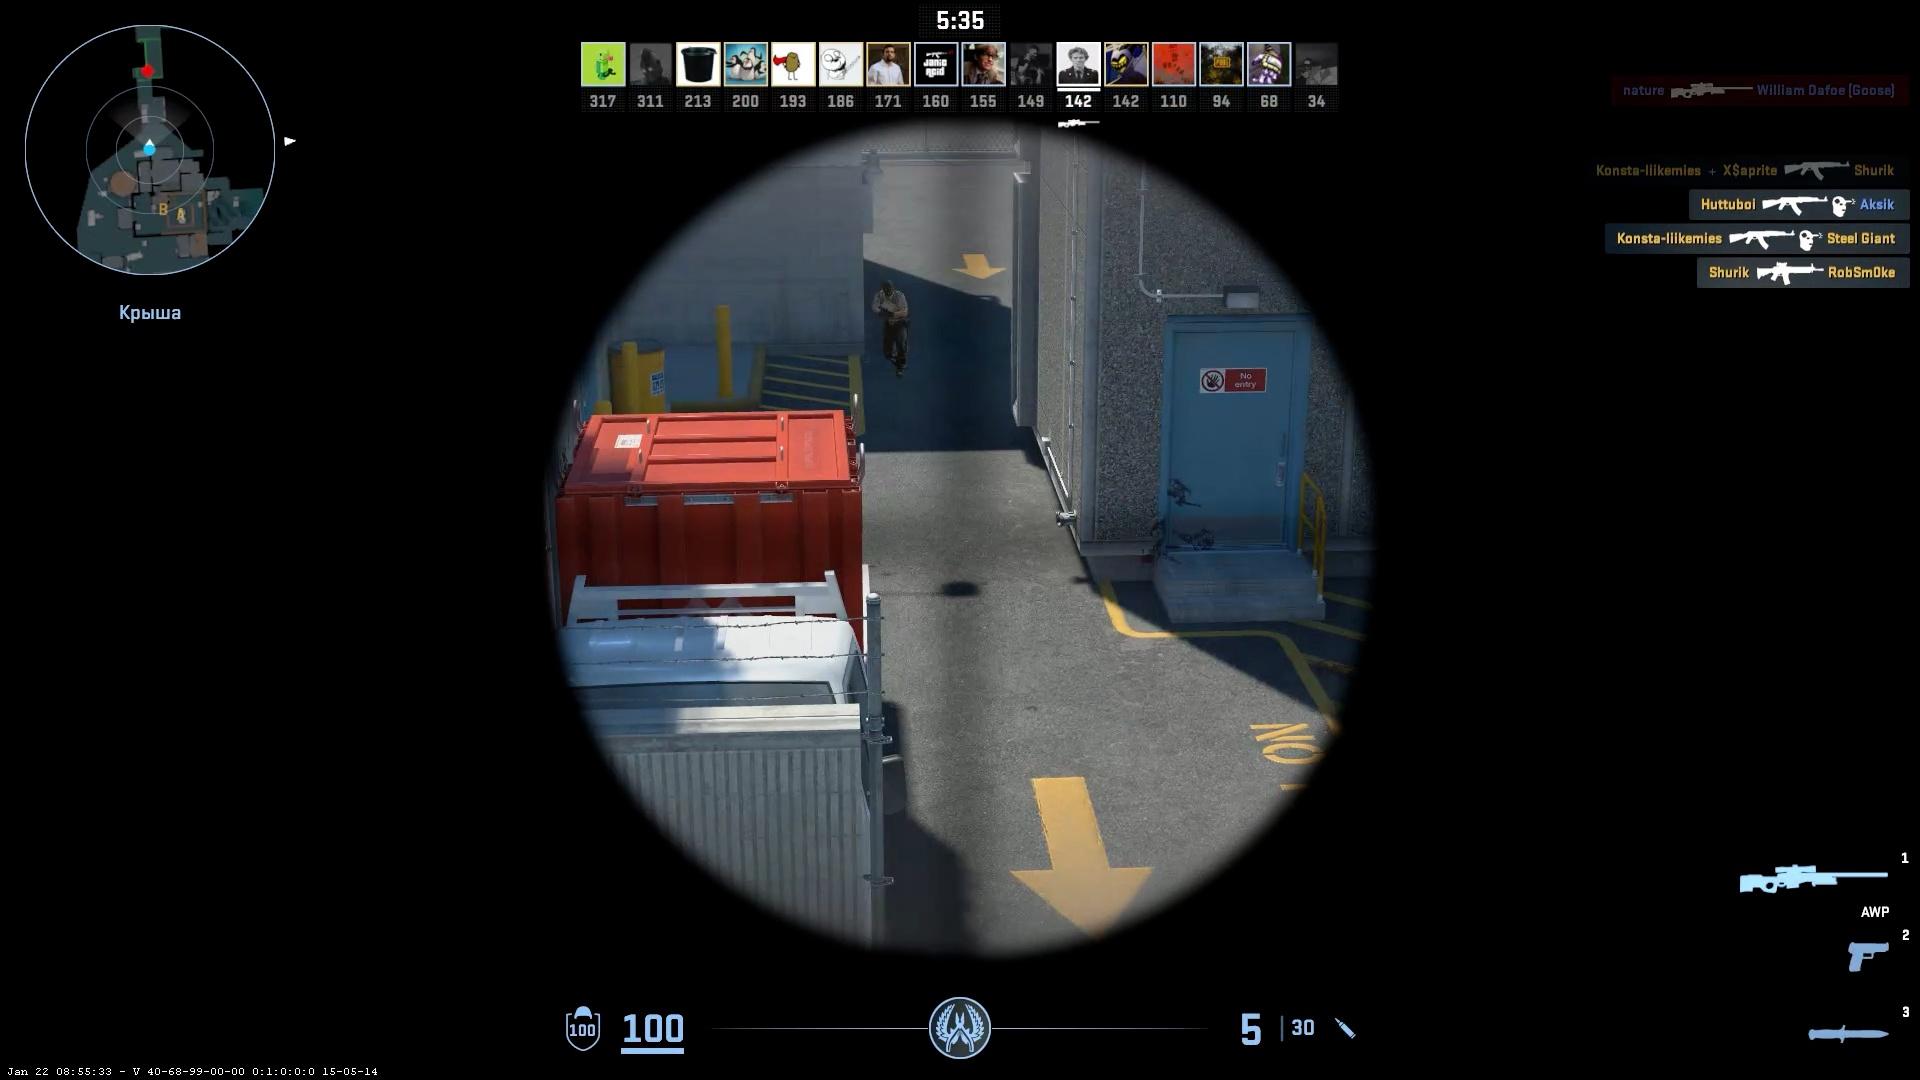 5:35
Janic
Acid
317 311 213 200 193 186 171 160 155 149 142 142 110 94 68 34
nature William Dafoe (Goose)
Konsta-liikemies + X$aprite Shurik
Huttuboi Aksik
Konsta-liikemies Steel Giant
Shurik RobSm0ke
B A
Крыша
No
entry
NO
1
AWP
2
3
100 100
5 | 30
Jan 22 08:55:33 - V 40-68-99-00-00 0:1:0:0:0 15-05-14